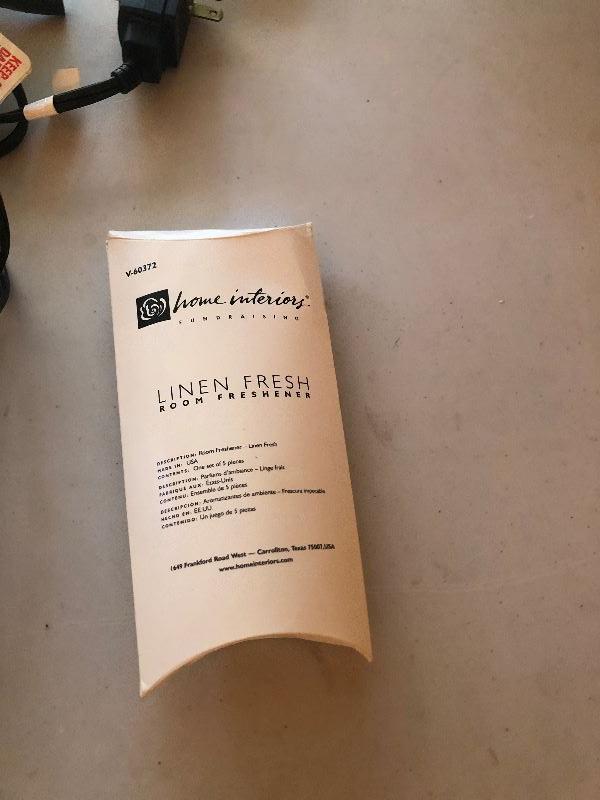 KEEP
DA
V-60372
home interiors®
FUNDRAISING
LINEN FRESH
ROOM FRESHENER
DESCRIPTION: Room Freshener – Linen Fresh
MADE IN: USA
CONTENTS: One set of 5 pieces
DESCRIPTION: Parfums d'ambiance – Linge frais
FABRIQUE AUX: Etats-Unis
CONTENU: Ensemble de 5 pieces
DESCRIPCION: Aromatizantes de ambiente – Frescura impecable
HECHO EN: EE.UU
CONTENIDO: Un juego de 5 piezas
1649 Frankford Road West — Carrollton, Texas 75007,USA
www.homeinteriors.com